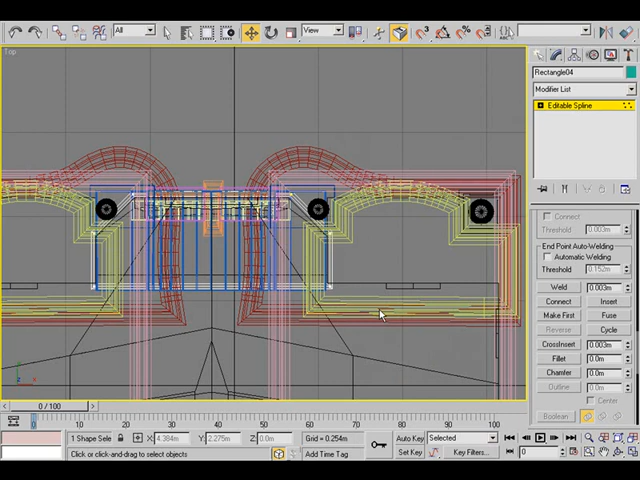 All
View
Top
Rectangle04
Modifier List
Editable Spline
Connect
Threshold 0.003m
End Point Auto-Welding
Automatic Welding
Threshold 0.152m
Weld 0.003m
Connect Insert
Make First Fuse
Reverse Cycle
CrossInsert 0.003m
Fillet 0.0m
Chamfer 0.0m
Outline 0.0m
Center
Boolean
0 / 100
0 10 20 30 40 50 60 70 80 90 100
1 Shape Sele X: 4.384m Y: 2.275m Z: 0.0m Grid = 0.254m Auto Key Selected
Click or click-and-drag to select objects Add Time Tag Set Key Key Filters... 0